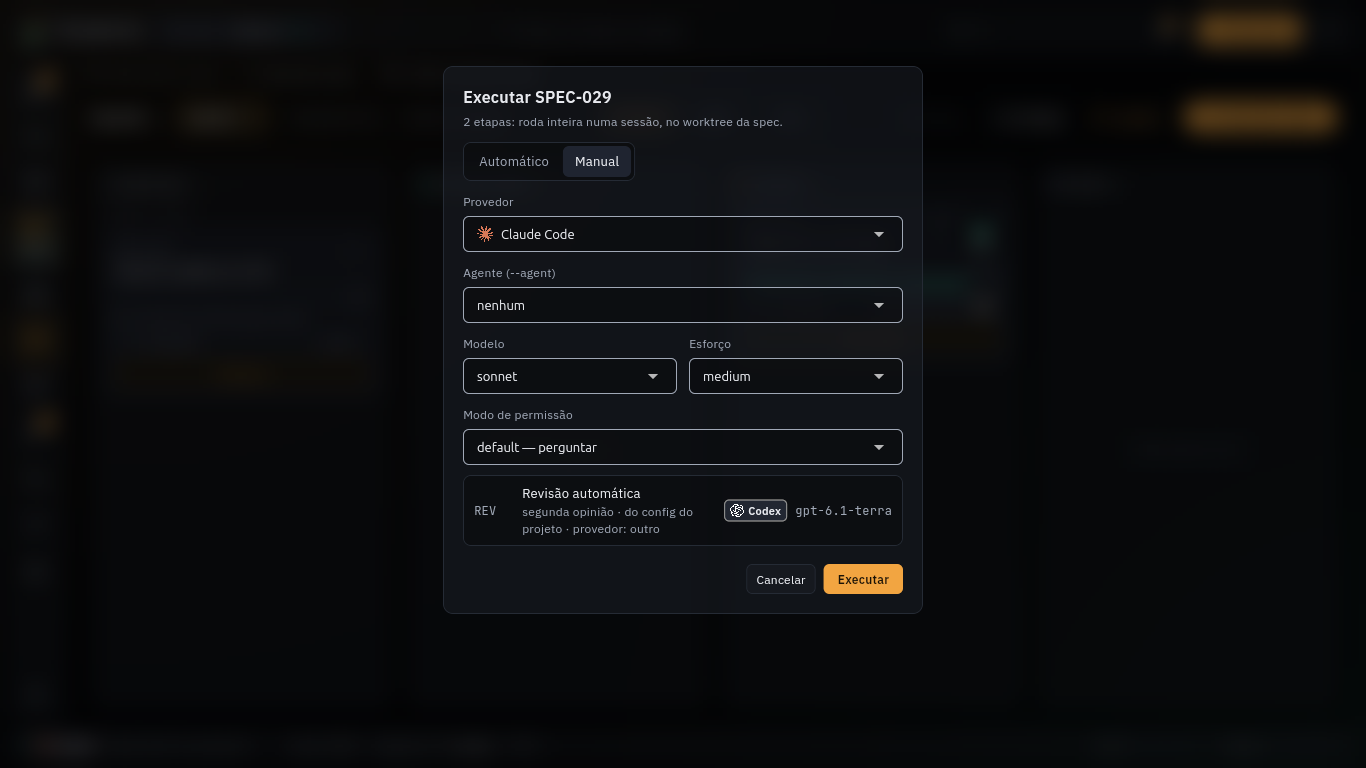 Executar SPEC-029
2 etapas: roda inteira numa sessão, no worktree da spec.
Automático
Manual
Provedor
Claude Code
Agente (--agent)
nenhum
Modelo
Esforço
sonnet
medium
Modo de permissão
default — perguntar
REV
Revisão automática
segunda opinião · do config do
projeto · provedor: outro
Codex
gpt-6.1-terra
Cancelar
Executar